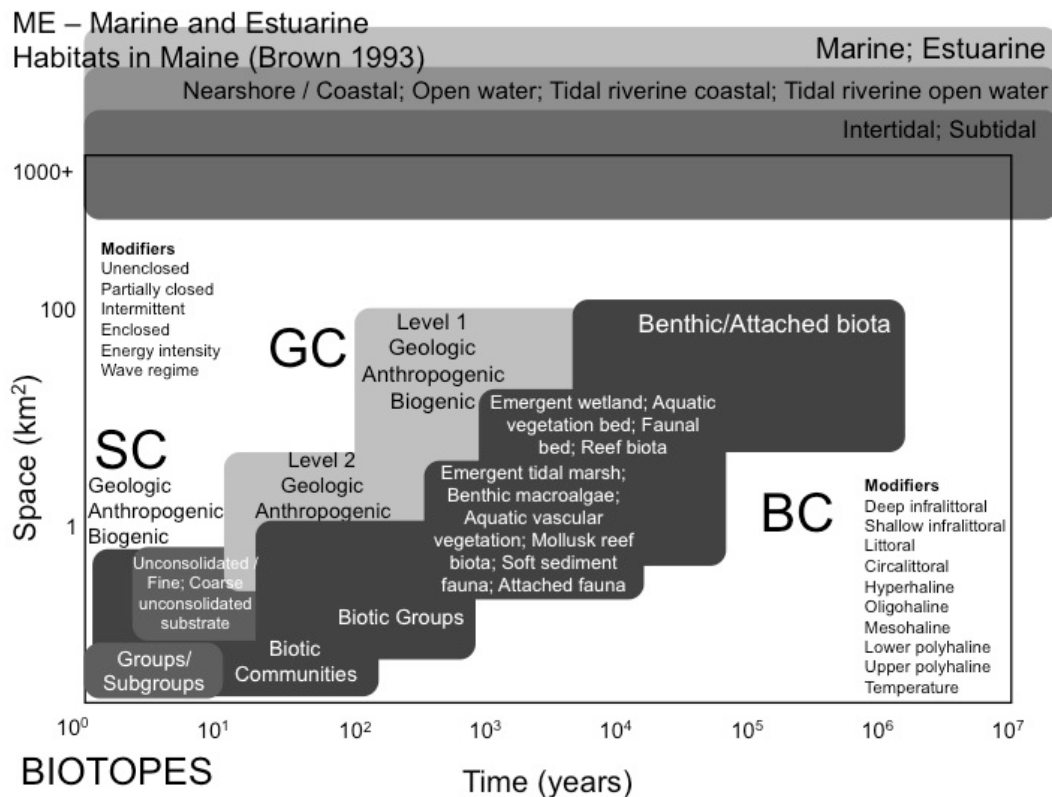 ME – Marine and Estuarine
Habitats in Maine (Brown 1993)
Marine; Estuarine
Nearshore / Coastal; Open water; Tidal riverine coastal; Tidal riverine open water
Intertidal; Subtidal
1000+
100
1
Space (km²)
Modifiers
Unenclosed
Partially closed
Intermittent
Enclosed
Energy intensity
Wave regime
GC
Level 1
Geologic
Anthropogenic
Biogenic
Benthic/Attached biota
Emergent wetland; Aquatic
vegetation bed; Faunal
bed; Reef biota
SC
Geologic
Anthropogenic
Biogenic
Level 2
Geologic
Anthropogenic
Emergent tidal marsh;
Benthic macroalgae;
Aquatic vascular
vegetation; Mollusk reef
biota; Soft sediment
fauna; Attached fauna
BC
Modifiers
Deep infralittoral
Shallow infralittoral
Littoral
Circalittoral
Hyperhaline
Oligohaline
Mesohaline
Lower polyhaline
Upper polyhaline
Temperature
Unconsolidated /
Fine; Coarse
unconsolidated
substrate
Biotic Groups
Biotic
Communities
Groups/
Subgroups
10⁰ 10¹ 10² 10³ 10⁴ 10⁵ 10⁶ 10⁷
BIOTOPES
Time (years)